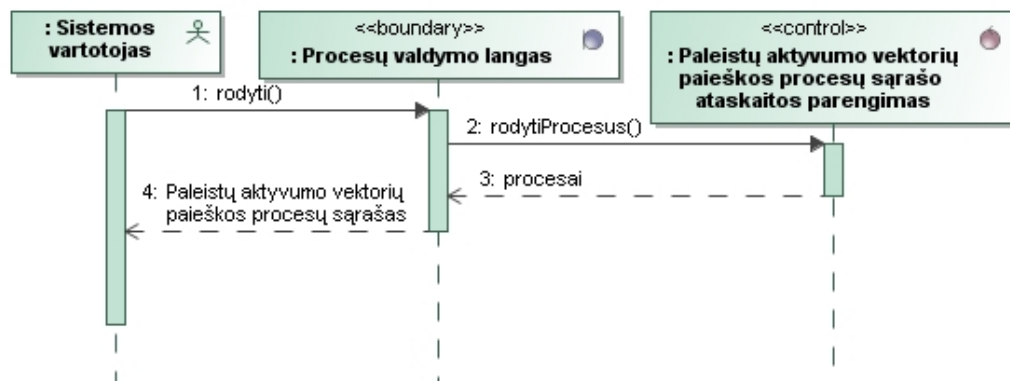 : Sistemos
vartotojas
<<boundary>>
: Procesų valdymo langas
<<control>>
: Paleistų aktyvumo vektorių
paieškos procesų sąrašo
ataskaitos parengimas
1: rodyti()
2: rodytiProcesus()
3: procesai
4: Paleistų aktyvumo vektorių
paieškos procesų sąrašas